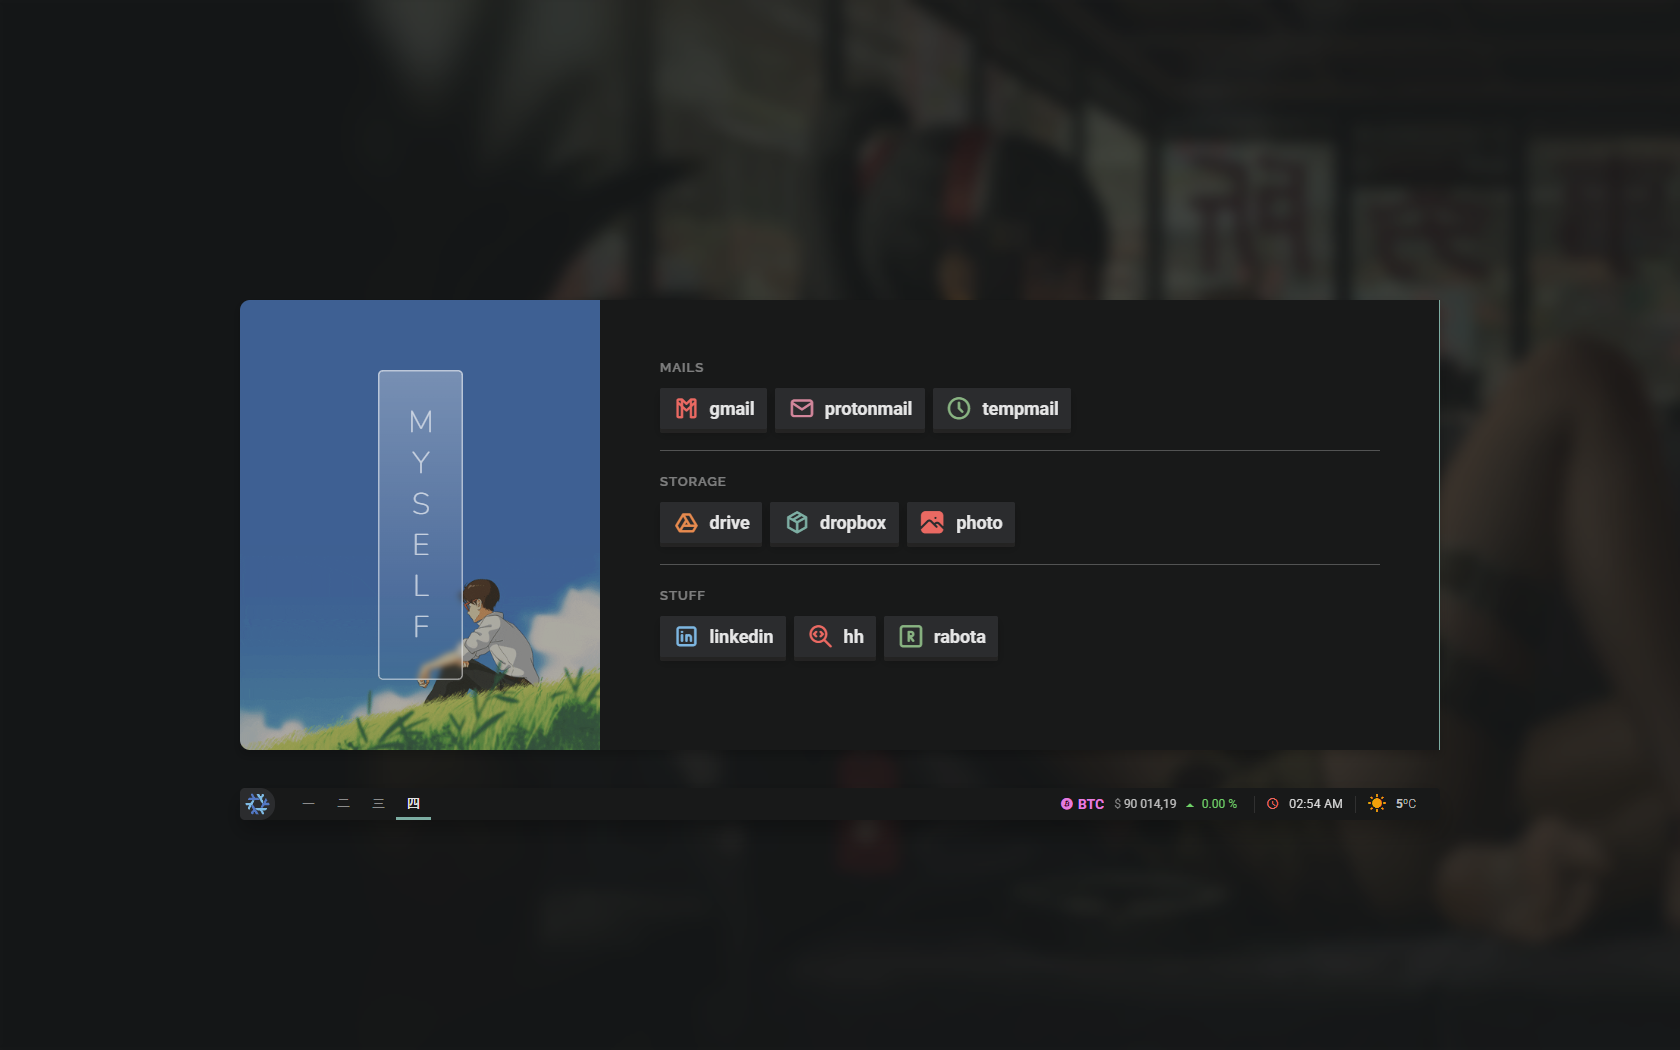 M
Y
S
E
L
F
MAILS
gmail protonmail tempmail
STORAGE
drive dropbox photo
STUFF
linkedin hh rabota
一 二 三 四 BTC $ 90 014,19 0.00 % 02:54 AM 5°C